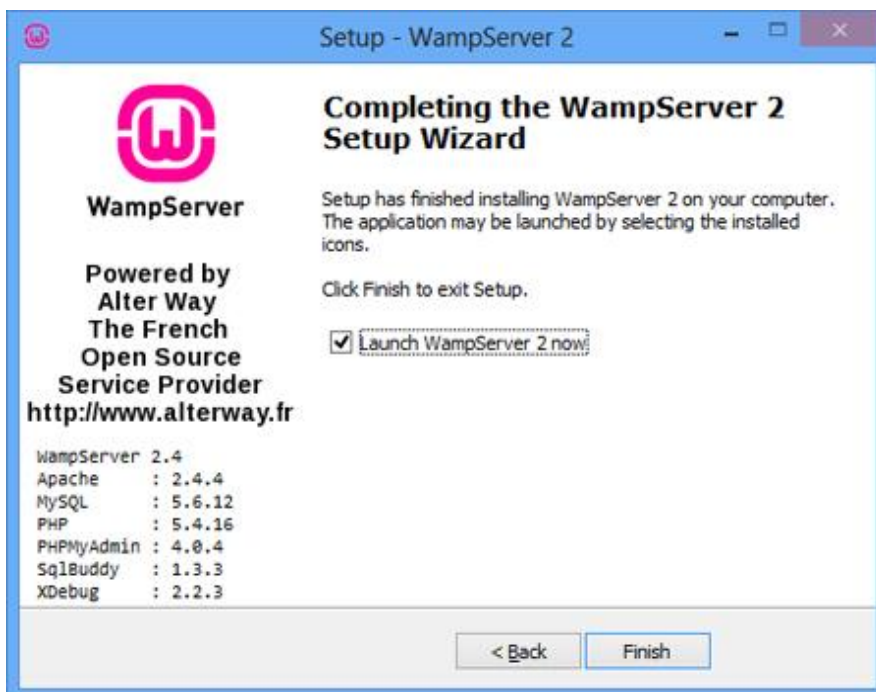 Setup - WampServer 2
WampServer
Powered by
Alter Way
The French
Open Source
Service Provider
http://www.alterway.fr
WampServer 2.4
Apache : 2.4.4
MySQL : 5.6.12
PHP : 5.4.16
PHPMyAdmin : 4.0.4
SqlBuddy : 1.3.3
XDebug : 2.2.3
Completing the WampServer 2
Setup Wizard
Setup has finished installing WampServer 2 on your computer.
The application may be launched by selecting the installed
icons.
Click Finish to exit Setup.
Launch WampServer 2 now
< Back
Finish